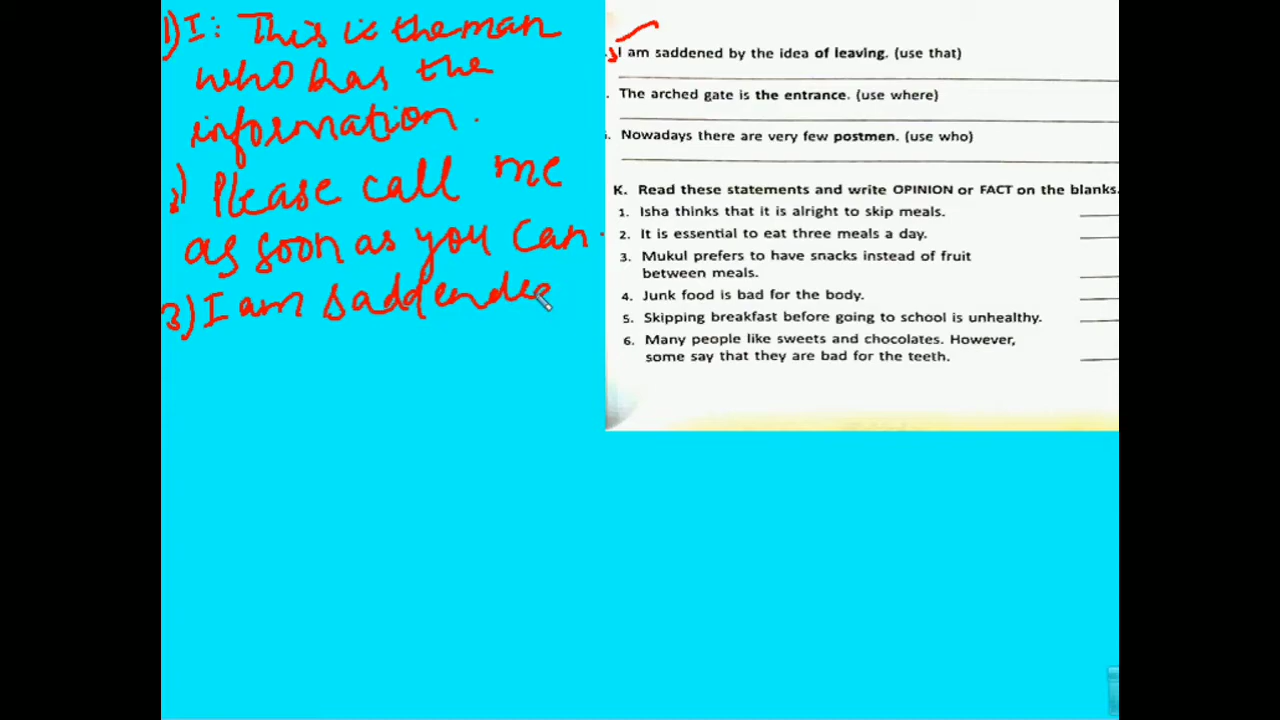 1) I: This is the man
who has the
information.
2) Please call me
as soon as you can.
3) I am saddende
I am saddened by the idea of leaving. (use that)
. The arched gate is the entrance. (use where)
. Nowadays there are very few postmen. (use who)
K. Read these statements and write OPINION or FACT on the blanks.
1. Isha thinks that it is alright to skip meals.
2. It is essential to eat three meals a day.
3. Mukul prefers to have snacks instead of fruit
between meals.
4. Junk food is bad for the body.
5. Skipping breakfast before going to school is unhealthy.
6. Many people like sweets and chocolates. However,
some say that they are bad for the teeth.